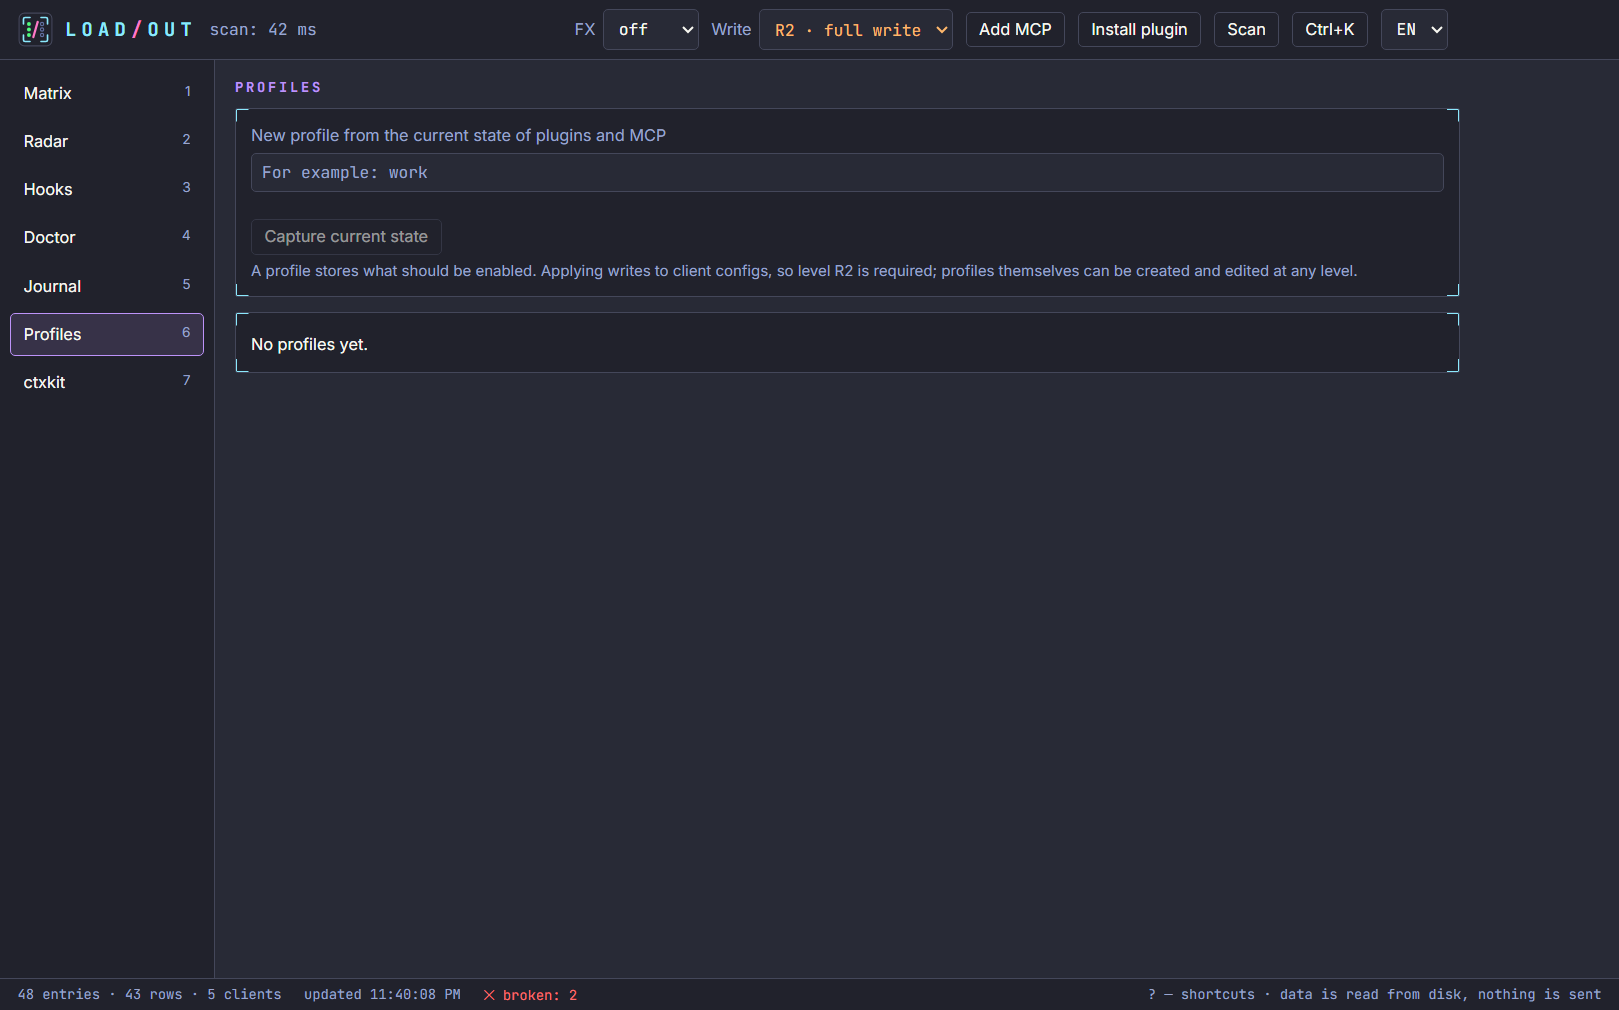 LOAD/OUT scan: 42 ms FX off Write R2 · full write Add MCP Install plugin Scan Ctrl+K EN
Matrix 1
Radar 2
Hooks 3
Doctor 4
Journal 5
Profiles 6
ctxkit 7
PROFILES
New profile from the current state of plugins and MCP
For example: work
Capture current state
A profile stores what should be enabled. Applying writes to client configs, so level R2 is required; profiles themselves can be created and edited at any level.
No profiles yet.
48 entries · 43 rows · 5 clients updated 11:40:08 PM ✕ broken: 2 ? — shortcuts · data is read from disk, nothing is sent